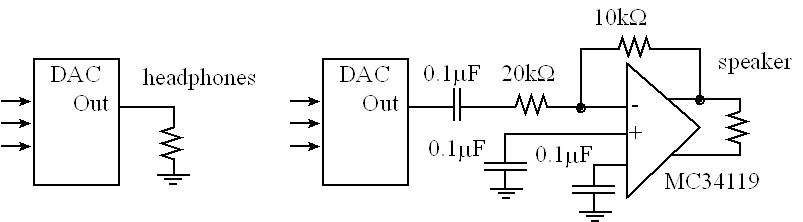 DAC
Out
headphones
DAC
Out
0.1μF
20kΩ
10kΩ
speaker
-
+
0.1μF
0.1μF
MC34119